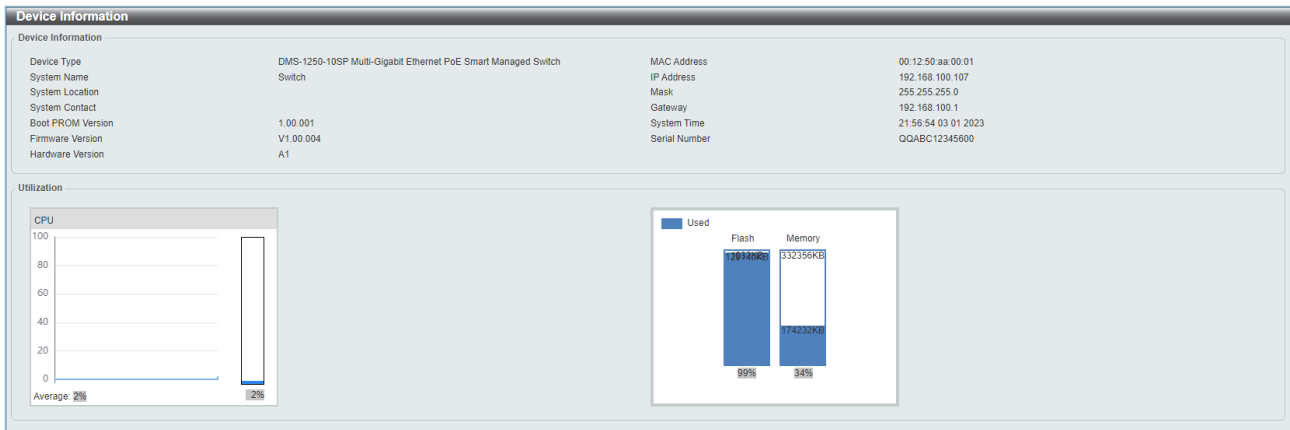 Device Information
Device Information
Device Type DMS-1250-10SP Multi-Gigabit Ethernet PoE Smart Managed Switch MAC Address 00:12:50:aa:00:01
System Name Switch IP Address 192.168.100.107
System Location Mask 255.255.255.0
System Contact Gateway 192.168.100.1
Boot PROM Version 1.00.001 System Time 21:56:54 03 01 2023
Firmware Version V1.00.004 Serial Number QQABC12345600
Hardware Version A1
Utilization
CPU
100
80
60
40
20
0
Average: 2% 2%
Used
Flash Memory
332356KB
174232KB
99% 34%